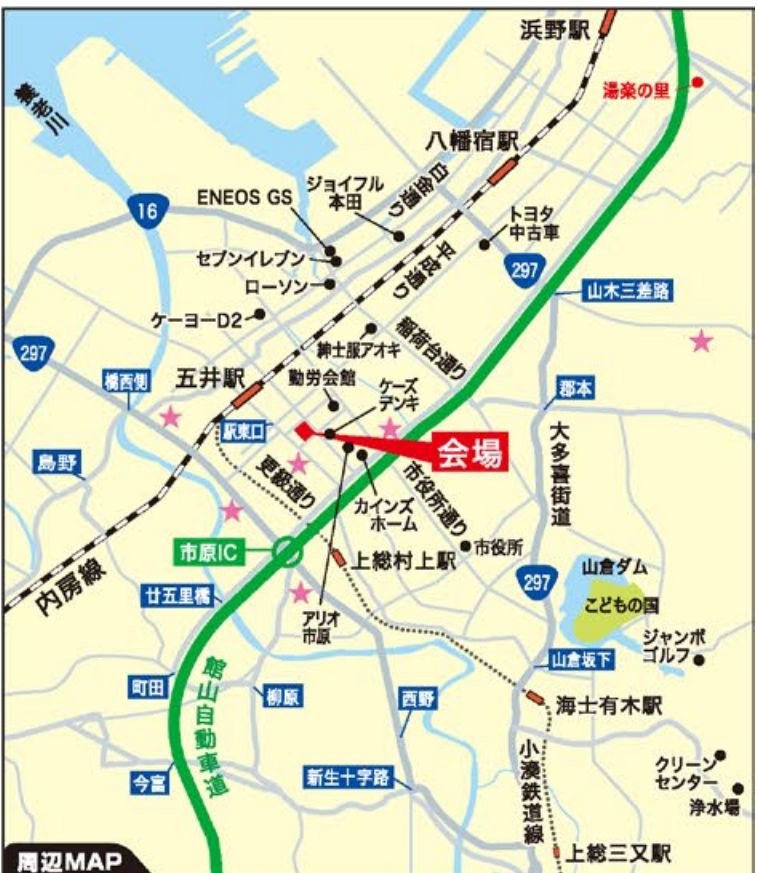 浜野駅
湯楽の里
養老川
八幡宿駅
白金通り
ジョイフル
本田
ENEOS GS
16
トヨタ
中古車
セブンイレブン
平成通り
297
ローソン
山木三差路
ケーヨーD2
稲荷台通り
紳士服アオキ
297
五井駅
勤労会館
橋西側
ケーズ
デンキ
郡本
駅東口
会場
大多喜街道
島野
更級通り
市役所通り
カインズ
ホーム
市役所
市原IC
上総村上駅
山倉ダム
内房線
297
こどもの国
廿五里橋
アリオ
市原
ジャンボ
ゴルフ
山倉坂下
館山自動車道
町田
柳原
西野
海士有木駅
小湊鉄道線
クリーン
センター
今富
新生十字路
浄水場
上総三又駅
周辺MAP